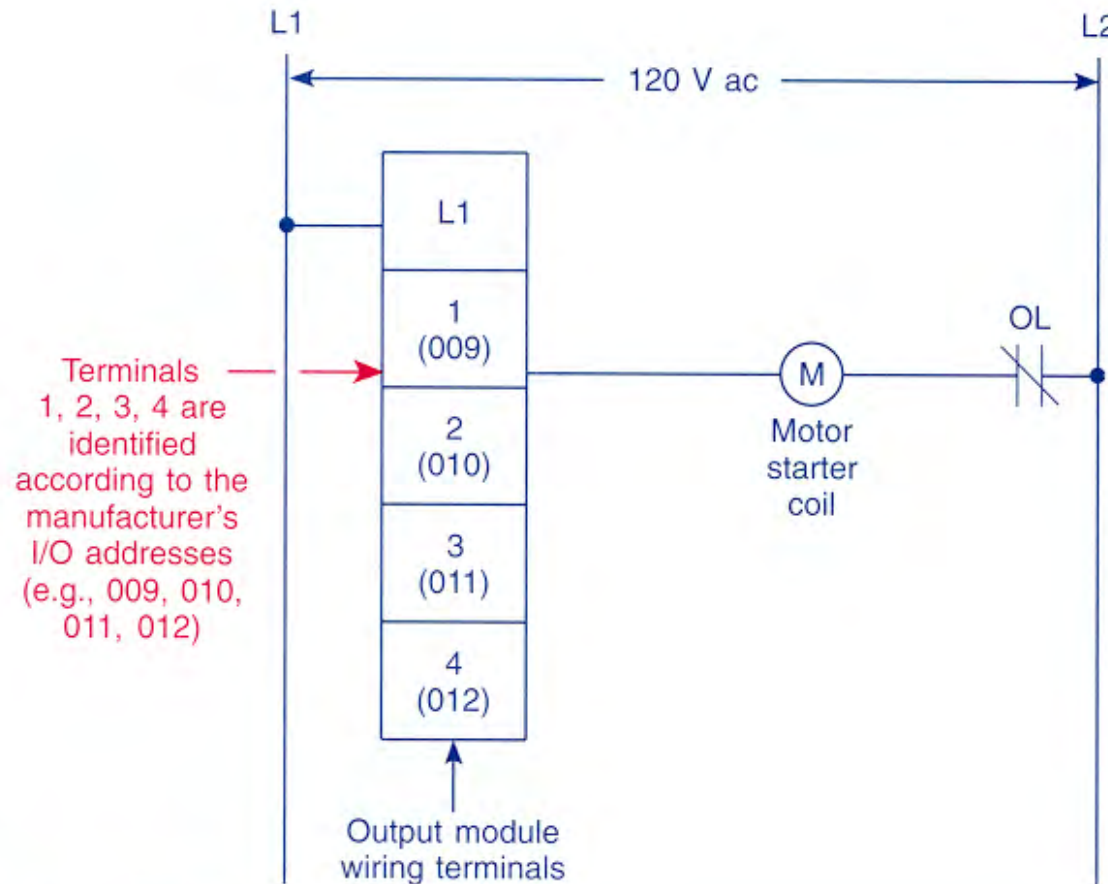 L1
L2
120 V ac
L1
1
(009)
2
(010)
3
(011)
4
(012)
Terminals
1, 2, 3, 4 are
identified
according to the
manufacturer's
I/O addresses
(e.g., 009, 010,
011, 012)
M
Motor
starter
coil
OL
Output module
wiring terminals